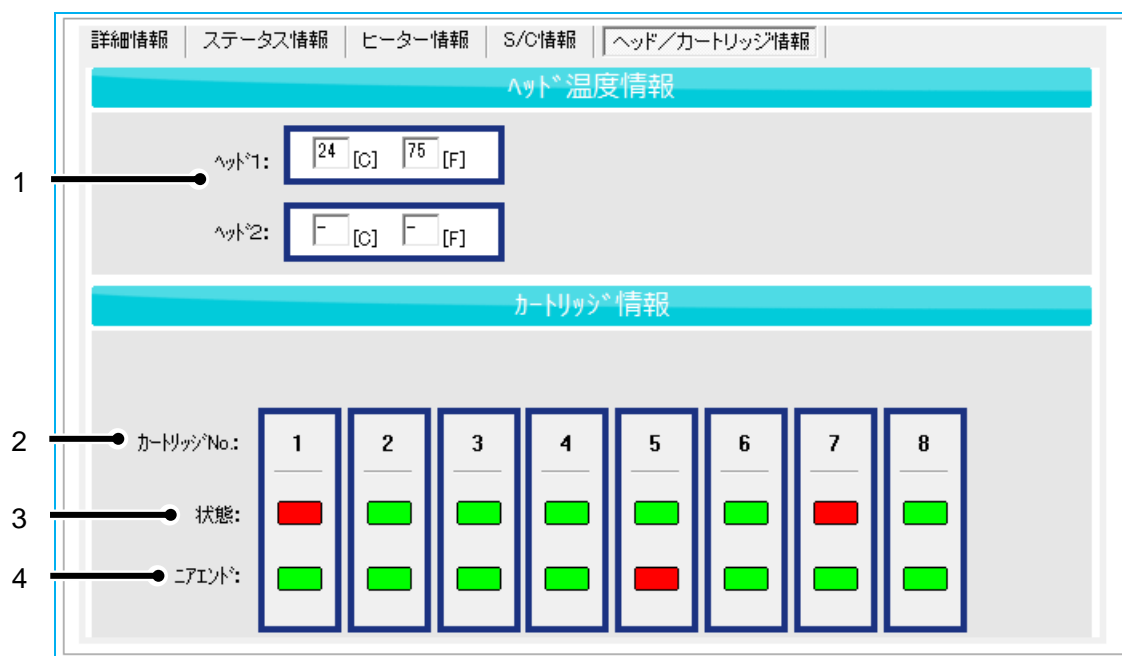 詳細情報 ステータス情報 ヒーター情報 S/C情報 ヘッド／カートリッジ情報
ﾍｯﾄﾞ温度情報
1
ﾍｯﾄﾞ1: 24 [C] 75 [F]
ﾍｯﾄﾞ2: - [C] - [F]
ｶｰﾄﾘｯｼﾞ情報
2 ｶｰﾄﾘｯｼﾞNo.: 1 2 3 4 5 6 7 8
3 状態:
4 ﾆｱｴﾝﾄﾞ: